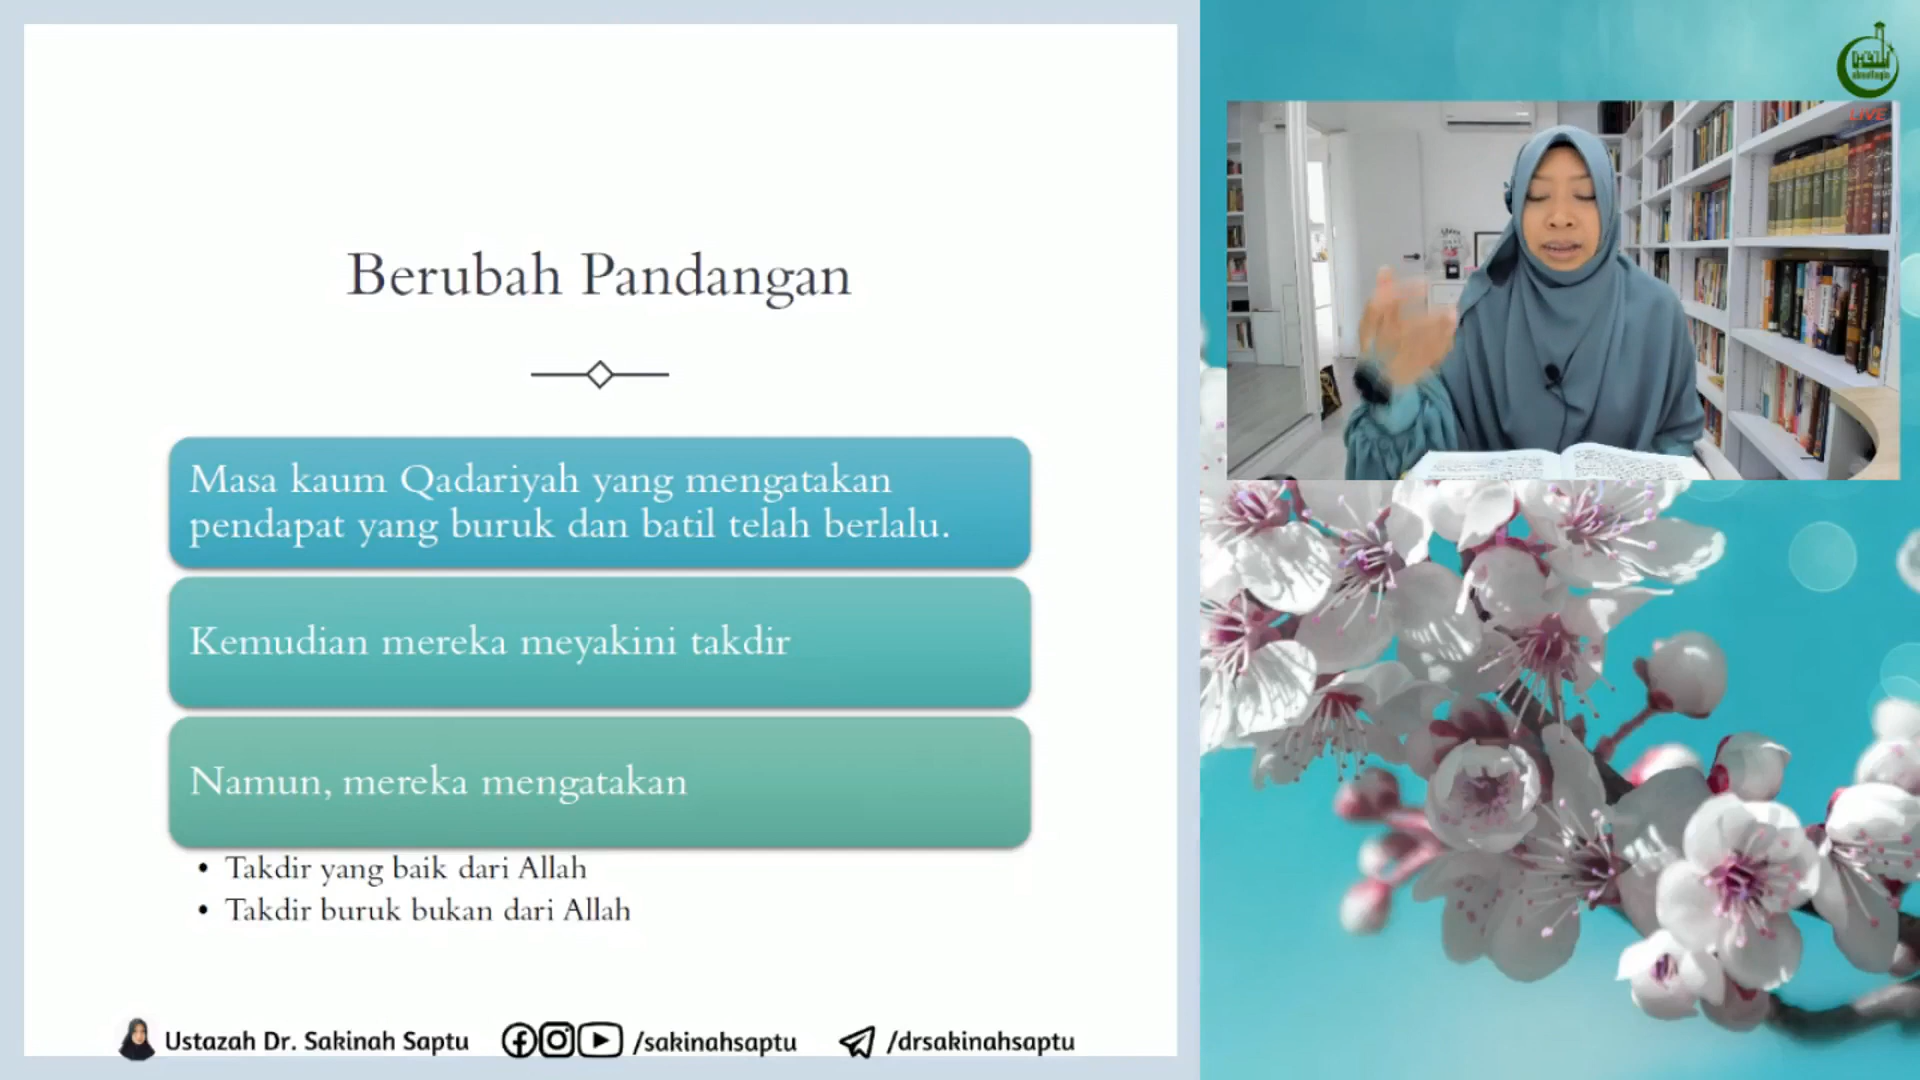 Berubah Pandangan
Masa kaum Qadariyah yang mengatakan
pendapat yang buruk dan batil telah berlalu.
Kemudian mereka meyakini takdir
Namun, mereka mengatakan
• Takdir yang baik dari Allah
• Takdir buruk bukan dari Allah
Ustazah Dr. Sakinah Saptu
/sakinahsaptu
/drsakinahsaptu
LIVE